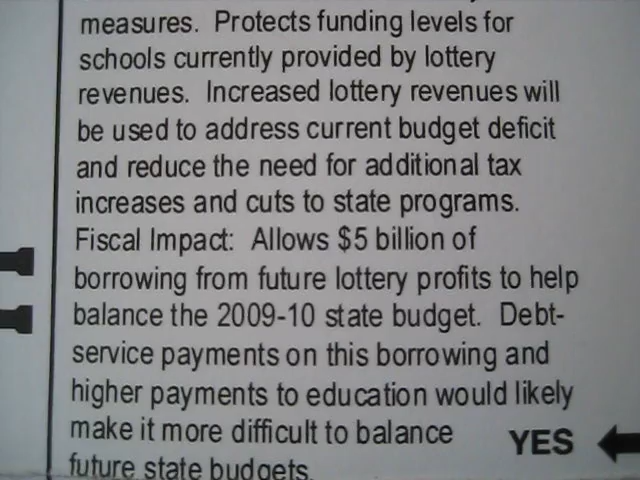 measures. Protects funding levels for
schools currently provided by lottery
revenues. Increased lottery revenues will
be used to address current budget deficit
and reduce the need for additional tax
increases and cuts to state programs.
Fiscal Impact: Allows $5 billion of
borrowing from future lottery profits to help
balance the 2009-10 state budget. Debt-
service payments on this borrowing and
higher payments to education would likely
make it more difficult to balance
YES
future state budgets.